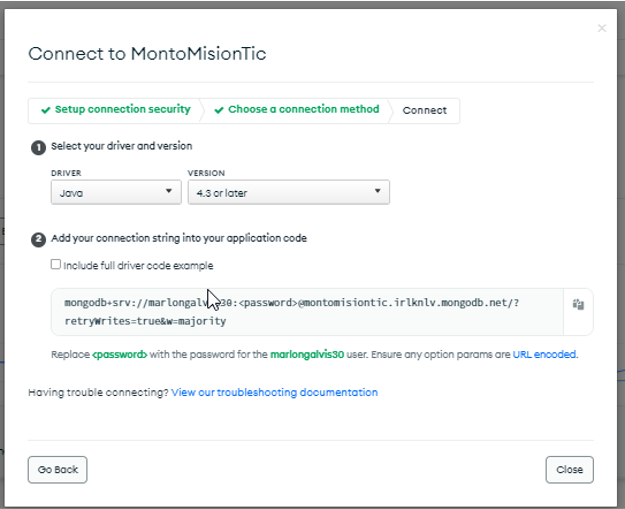 ×
Connect to MontoMisionTic
✔ Setup connection security ✔ Choose a connection method Connect
1 Select your driver and version
DRIVER VERSION
Java 4.3 or later
2 Add your connection string into your application code
Include full driver code example
mongodb+srv://marlongalvis30:<password>@montomisiontic.irlknlv.mongodb.net/?
retryWrites=true&w=majority
Replace <password> with the password for the marlongalvis30 user. Ensure any option params are URL encoded.
Having trouble connecting? View our troubleshooting documentation
Go Back Close